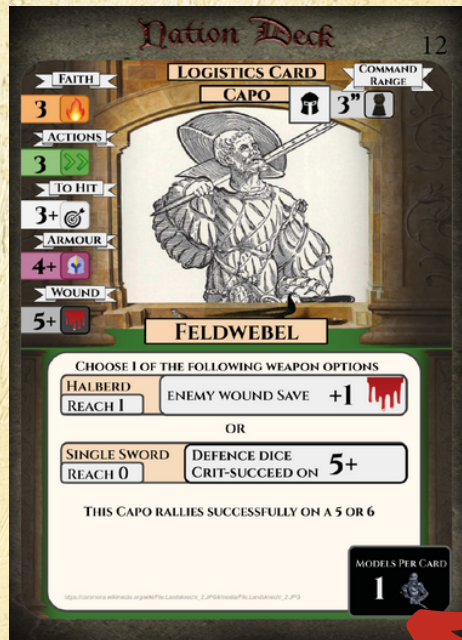 Nation Deck
12
FAITH
3
ACTIONS
3
TO HIT
3+
ARMOUR
4+
WOUND
5+
LOGISTICS CARD
CAPO
COMMAND
RANGE
3"
FELDWEBEL
CHOOSE 1 OF THE FOLLOWING WEAPON OPTIONS
HALBERD
REACH 1
ENEMY WOUND SAVE +1
OR
SINGLE SWORD
REACH 0
DEFENCE DICE
CRIT-SUCCEED ON 5+
THIS CAPO RALLIES SUCCESSFULLY ON A 5 OR 6
MODELS PER CARD
1